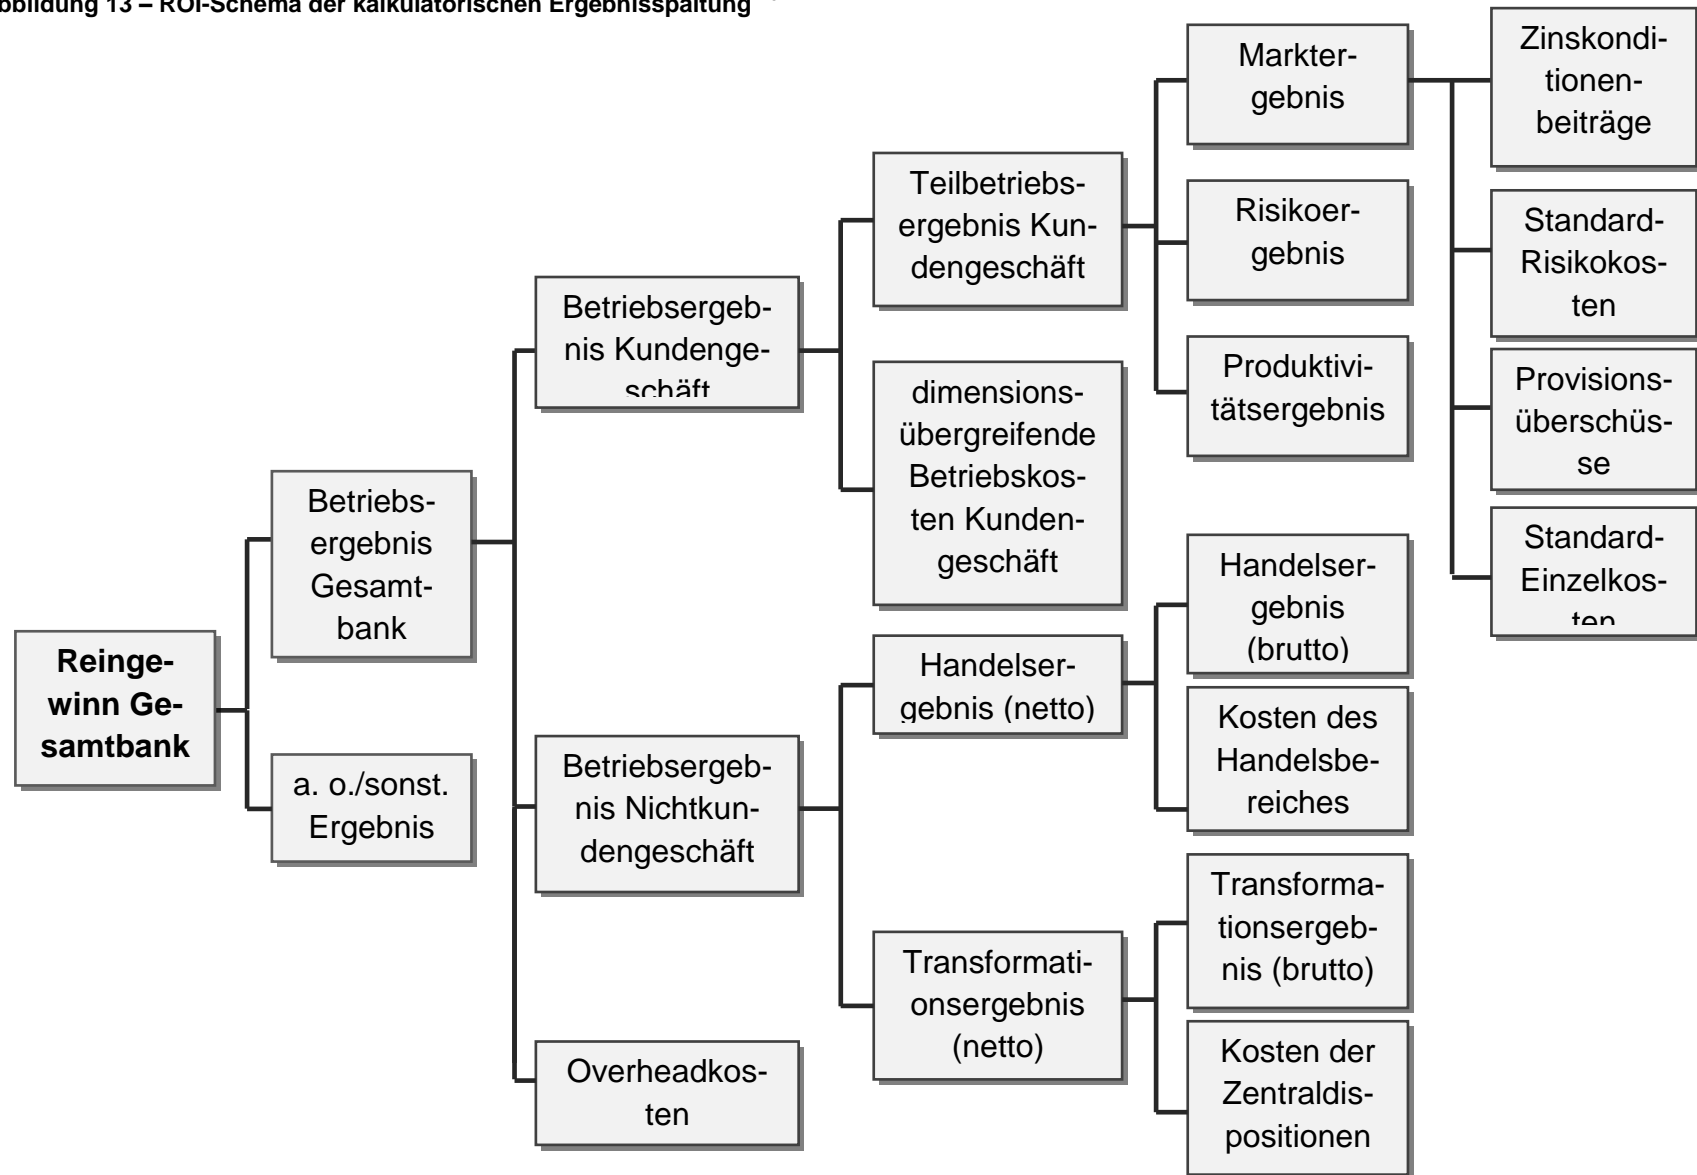 bbildung 13 – ROI-Schema der kalkulatorischen Ergebnisspaltung
Reinge-
winn Ge-
samtbank
Betriebs-
ergebnis
Gesamt-
bank
a. o./sonst.
Ergebnis
Betriebsergeb-
nis Kundenge-
schäft
Betriebsergeb-
nis Nichtkun-
dengeschäft
Overheadkos-
ten
Teilbetriebs-
ergebnis Kun-
dengeschäft
dimensions-
übergreifende
Betriebskos-
ten Kunden-
geschäft
Handelser-
gebnis (netto)
Transformati-
onsergebnis
(netto)
Markter-
gebnis
Risikoer-
gebnis
Produktivi-
tätsergebnis
Handelser-
gebnis
(brutto)
Kosten des
Handelsbe-
reiches
Transforma-
tionsergeb-
nis (brutto)
Kosten der
Zentraldis-
positionen
Zinskondi-
tionen-
beiträge
Standard-
Risikokos-
ten
Provisions-
überschüs-
se
Standard-
Einzelkos-
ten